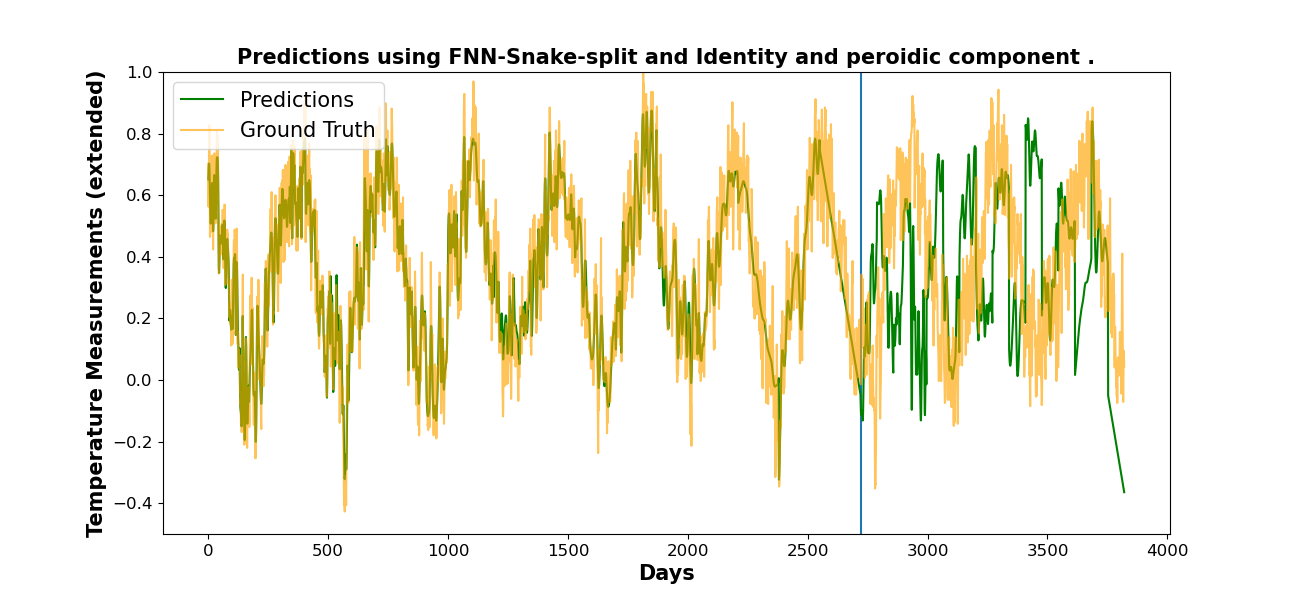 Predictions using FNN-Snake-split and Identity and peroidic component .
Temperature Measurements (extended)
1.0
0.8
0.6
0.4
0.2
0.0
−0.2
−0.4
Predictions
Ground Truth
0 500 1000 1500 2000 2500 3000 3500 4000
Days